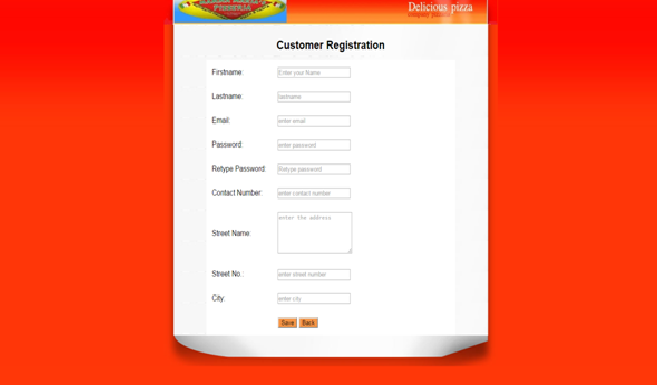 PIZZERIA
Delicious pizza
Customer Registration
Firstname: Enter your Name
Lastname: lastname
Email: enter email
Password: enter password
Retype Password: Retype password
Contact Number: enter contact number
enter the address
Street Name:
Street No.: enter street number
City: enter city
Save Back